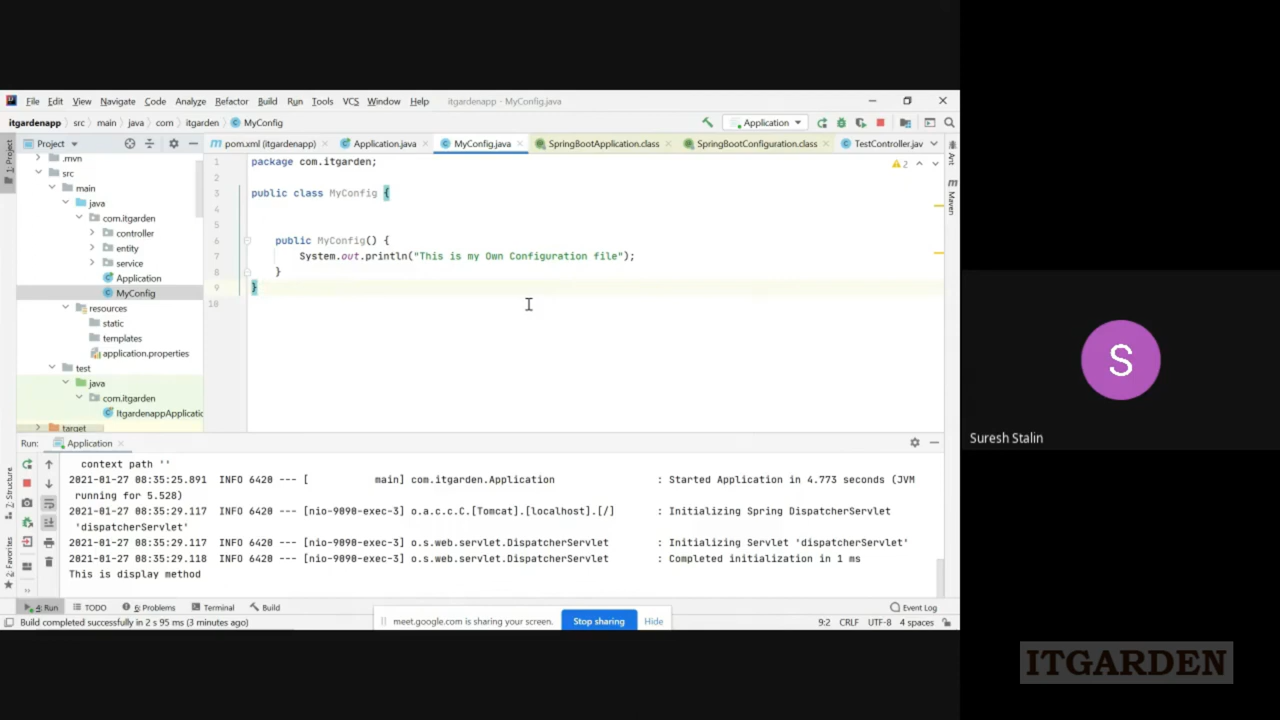 File Edit View Navigate Code Analyze Refactor Build Run Tools VCS Window Help itgardenapp - MyConfig.java
itgardenapp src main java com itgarden MyConfig Application
Project
pom.xml (itgardenapp) Application.java MyConfig.java SpringBootApplication.class SpringBootConfiguration.class TestController.jav
.mvn
src
main
java
com.itgarden
controller
entity
service
Application
MyConfig
resources
static
templates
application.properties
test
java
com.itgarden
ItgardenappApplicatic
target
1 package com.itgarden;
2
3 public class MyConfig {
4
5
6 public MyConfig() {
7 System.out.println("This is my Own Configuration file");
8 }
9 }
10
2
1: Project
Ant
Maven
Z: Structure
2: Favorites
Run: Application
context path ''
2021-01-27 08:35:25.891 INFO 6420 --- [ main] com.itgarden.Application : Started Application in 4.773 seconds (JVM
running for 5.528)
2021-01-27 08:35:29.117 INFO 6420 --- [nio-9090-exec-3] o.a.c.c.C.[Tomcat].[localhost].[/] : Initializing Spring DispatcherServlet
'dispatcherServlet'
2021-01-27 08:35:29.117 INFO 6420 --- [nio-9090-exec-3] o.s.web.servlet.DispatcherServlet : Initializing Servlet 'dispatcherServlet'
2021-01-27 08:35:29.118 INFO 6420 --- [nio-9090-exec-3] o.s.web.servlet.DispatcherServlet : Completed initialization in 1 ms
This is display method
4: Run TODO 6: Problems Terminal Build Event Log
Build completed successfully in 2 s 95 ms (3 minutes ago)
meet.google.com is sharing your screen. Stop sharing Hide
9:2 CRLF UTF-8 4 spaces
S
Suresh Stalin
ITGARDEN